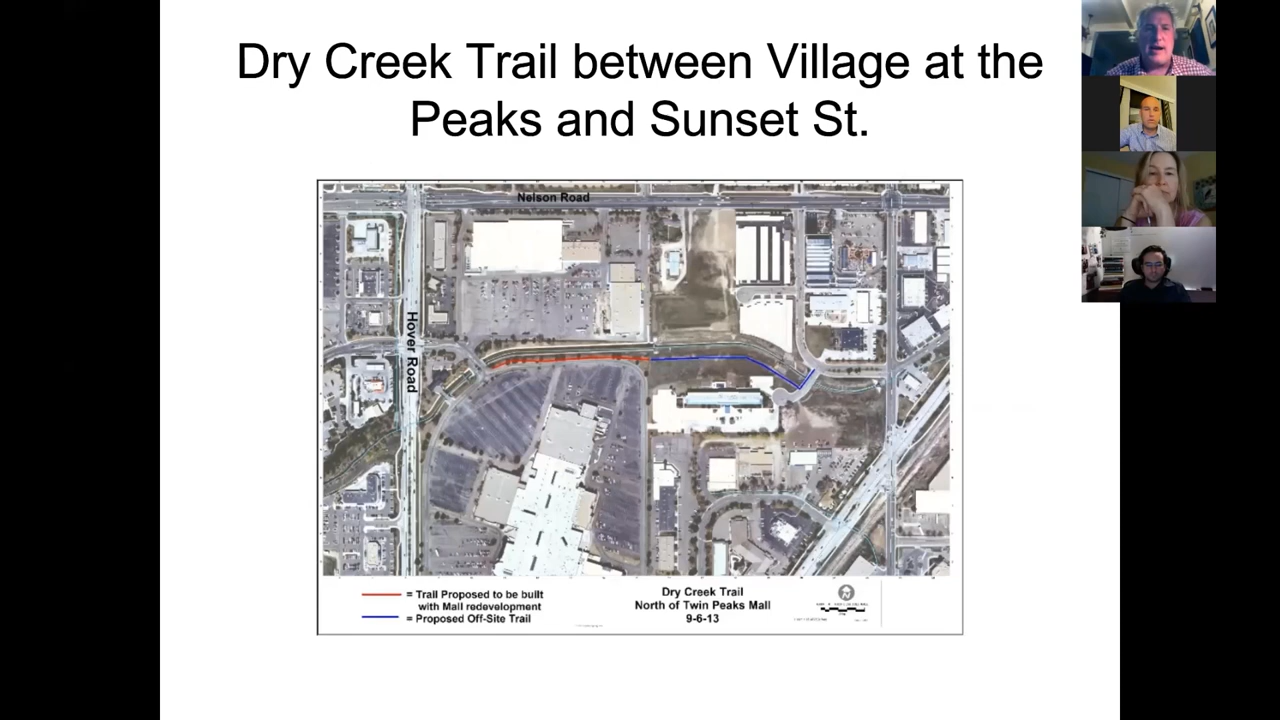 Dry Creek Trail between Village at the
Peaks and Sunset St.
Nelson Road
Hover Road
= Trail Proposed to be built
with Mall redevelopment
= Proposed Off-Site Trail
Dry Creek Trail
North of Twin Peaks Mall
9-6-13